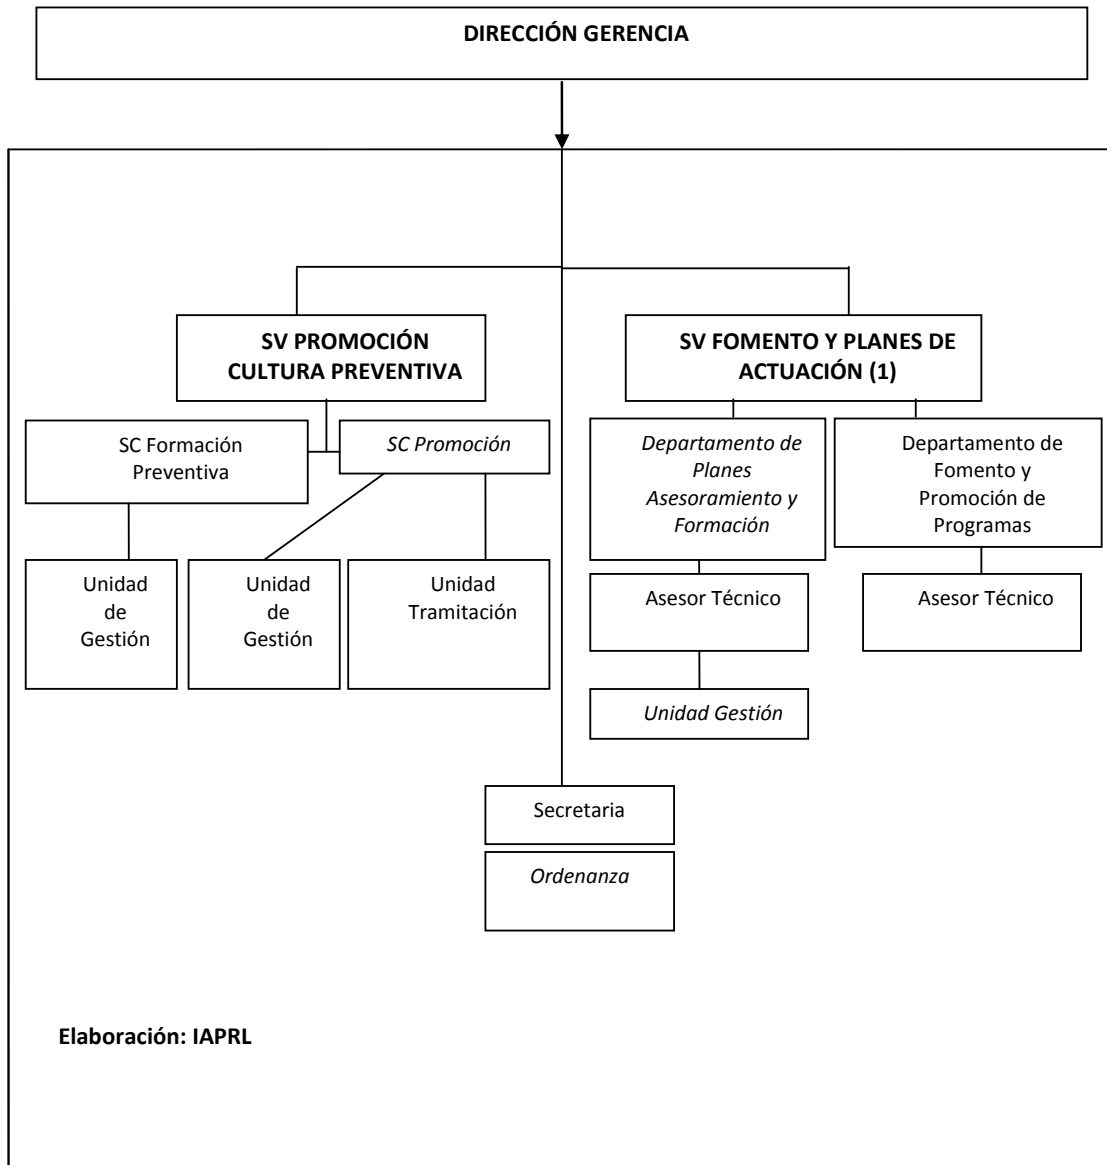 DIRECCIÓN GERENCIA
SV PROMOCIÓN
CULTURA PREVENTIVA
SV FOMENTO Y PLANES DE
ACTUACIÓN (1)
SC Formación
Preventiva
SC Promoción
Departamento de
Planes
Asesoramiento y
Formación
Departamento de
Fomento y
Promoción de
Programas
Unidad
de
Gestión
Unidad
de
Gestión
Unidad
Tramitación
Asesor Técnico
Asesor Técnico
Unidad Gestión
Secretaria
Ordenanza
Elaboración: IAPRL